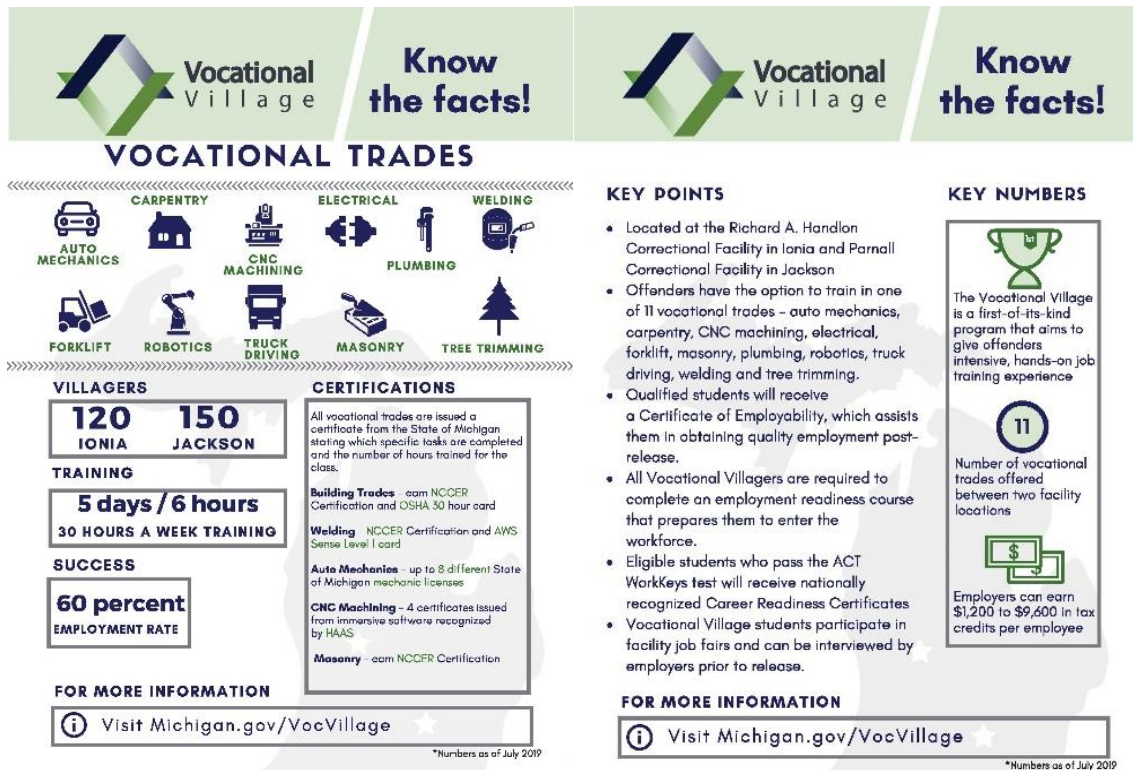 Vocational
Village
Know
the facts!
VOCATIONAL TRADES
CARPENTRY
ELECTRICAL
WELDING
AUTO
MECHANICS
CNC
MACHINING
PLUMBING
FORKLIFT
ROBOTICS
TRUCK
DRIVING
MASONRY
TREE TRIMMING
VILLAGERS
120
IONIA
150
JACKSON
TRAINING
5 days / 6 hours
30 HOURS A WEEK TRAINING
SUCCESS
60 percent
EMPLOYMENT RATE
CERTIFICATIONS
All vocational trades are issued a
certificate from the State of Michigan
stating which specific tasks are completed
and the number of hours trained for the
class.
Building Trades - earn NCCER
Certification and OSHA 30 hour card
Welding - NCCER Certification and AWS
Sense Level I card
Auto Mechanics - up to 8 different State
of Michigan mechanic licenses
CNC Machining - 4 certificates issued
from immersive software recognized
by HAAS
Masonry - earn NCCER Certification
FOR MORE INFORMATION
Visit Michigan.gov/VocVillage
*Numbers as of July 2019
Vocational
Village
Know
the facts!
KEY POINTS
• Located at the Richard A. Handlon
Correctional Facility in Ionia and Parnall
Correctional Facility in Jackson
• Offenders have the option to train in one
of 11 vocational trades - auto mechanics,
carpentry, CNC machining, electrical,
forklift, masonry, plumbing, robotics, truck
driving, welding and tree trimming.
• Qualified students will receive
a Certificate of Employability, which assists
them in obtaining quality employment post-
release.
• All Vocational Villagers are required to
complete an employment readiness course
that prepares them to enter the
workforce.
• Eligible students who pass the ACT
WorkKeys test will receive nationally
recognized Career Readiness Certificates
• Vocational Village students participate in
facility job fairs and can be interviewed by
employers prior to release.
KEY NUMBERS
1st
The Vocational Village
is a first-of-its-kind
program that aims to
give offenders
intensive, hands-on job
training experience
11
Number of vocational
trades offered
between two facility
locations
$
$
Employers can earn
$1,200 to $9,600 in tax
credits per employee
FOR MORE INFORMATION
Visit Michigan.gov/VocVillage
*Numbers as of July 2019